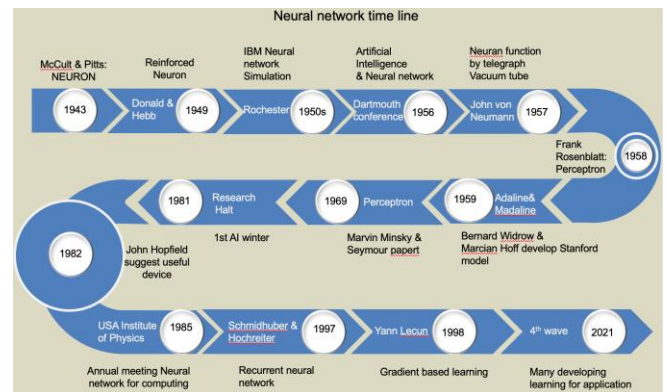 Neural network time line
McCult & Pitts:
NEURON
Reinforced
Neuron
IBM Neural
network
Simulation
Artificial
Intelligence
& Neural network
Neuran function
by telegraph
Vacuum tube
1943
Donald &
Hebb
1949
Rochester
1950s
Dartmouth
conference
1956
John von
Neumann
1957
Frank
Rosenblatt:
Perceptron
1958
1981
Research
Halt
1969
Perceptron
1959
Adaline&
Madaline
1982
John Hopfield
suggest useful
device
1st AI winter
Marvin Minsky &
Seymour papert
Bernard Widrow &
Marcian Hoff develop Stanford
model
USA Institute
of Physics
1985
Schmidhuber &
Hochreiter
1997
Yann Lecun
1998
4th wave
2021
Annual meeting Neural
network for computing
Recurrent neural
network
Gradient based learning
Many developing
learning for application